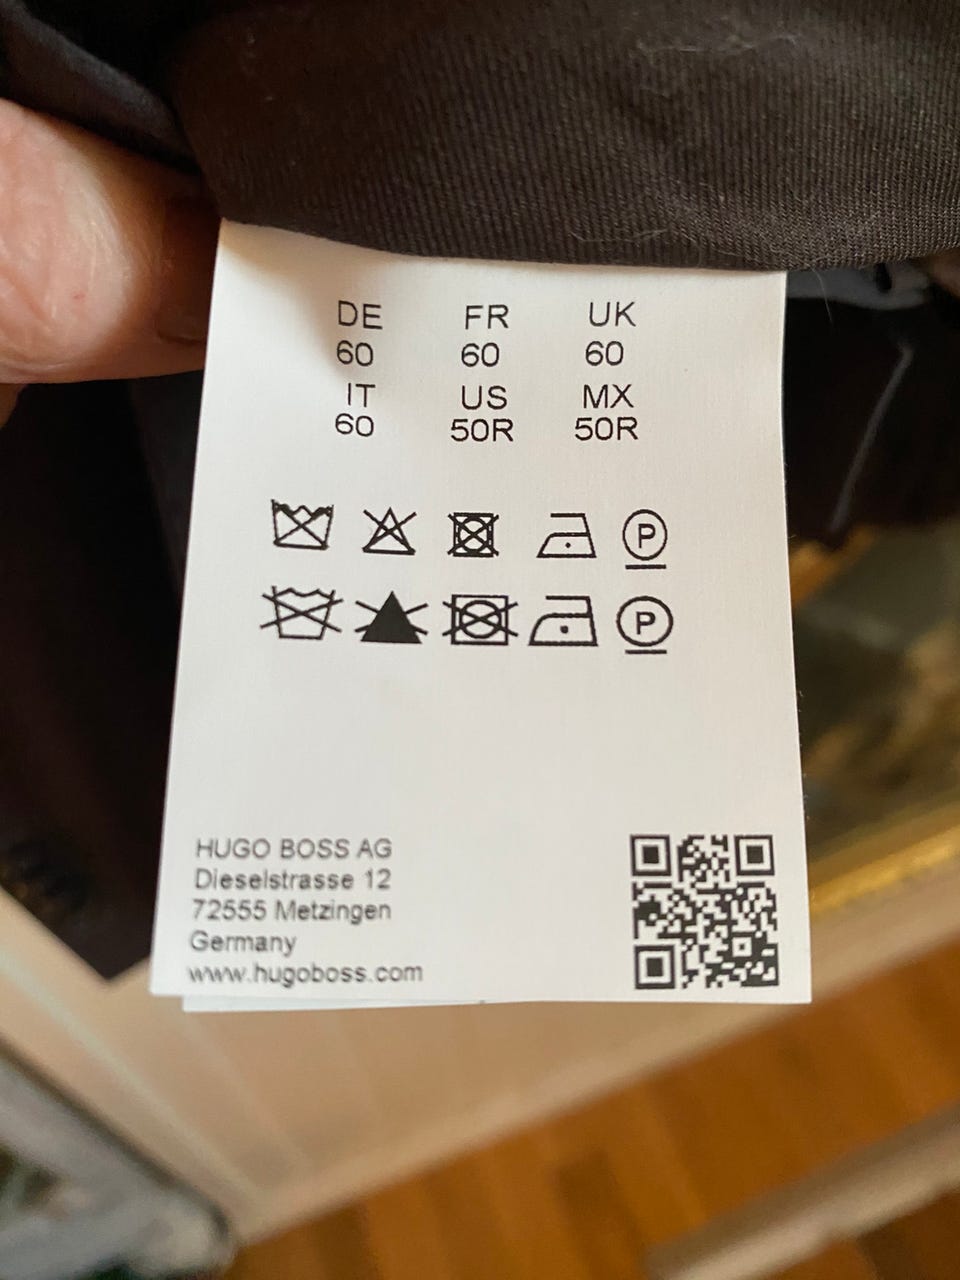 DE FR UK
60 60 60
IT US MX
60 50R 50R
P
P
HUGO BOSS AG
Dieselstrasse 12
72555 Metzingen
Germany
www.hugoboss.com